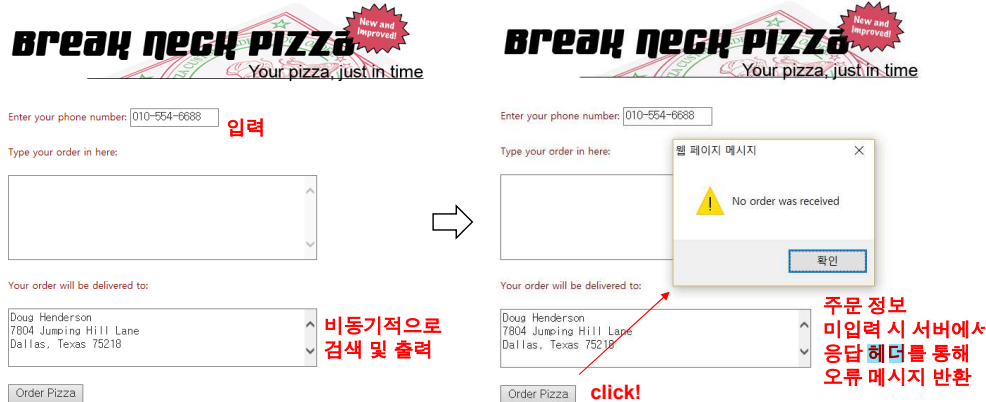 Break Neck Pizza
New and
Improved!
Your pizza, just in time
Enter your phone number: 010-554-6688
입력
Type your order in here:
Your order will be delivered to:
Doug Henderson
7804 Jumping Hill Lane
Dallas, Texas 75218
비동기적으로
검색 및 출력
Order Pizza
Break Neck Pizza
New and
Improved!
Your pizza, just in time
Enter your phone number: 010-554-6688
Type your order in here:
웹 페이지 메시지
No order was received
확인
Your order will be delivered to:
Doug Henderson
7804 Jumping Hill Lane
Dallas, Texas 75218
주문 정보
미입력 시 서버에서
응답 헤더를 통해
오류 메시지 반환
Order Pizza
click!